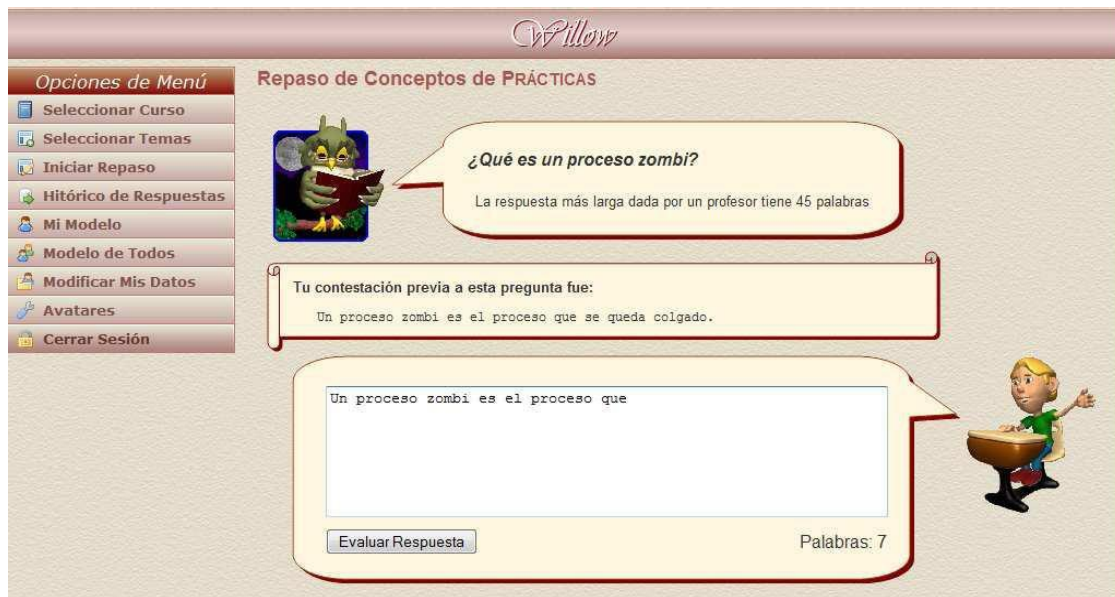 Willow
Opciones de Menú
Seleccionar Curso
Seleccionar Temas
Iniciar Repaso
Hitórico de Respuestas
Mi Modelo
Modelo de Todos
Modificar Mis Datos
Avatares
Cerrar Sesión
Repaso de Conceptos de PRÁCTICAS
¿Qué es un proceso zombi?
La respuesta más larga dada por un profesor tiene 45 palabras
Tu contestación previa a esta pregunta fue:
Un proceso zombi es el proceso que se queda colgado.
Un proceso zombi es el proceso que
Evaluar Respuesta
Palabras: 7